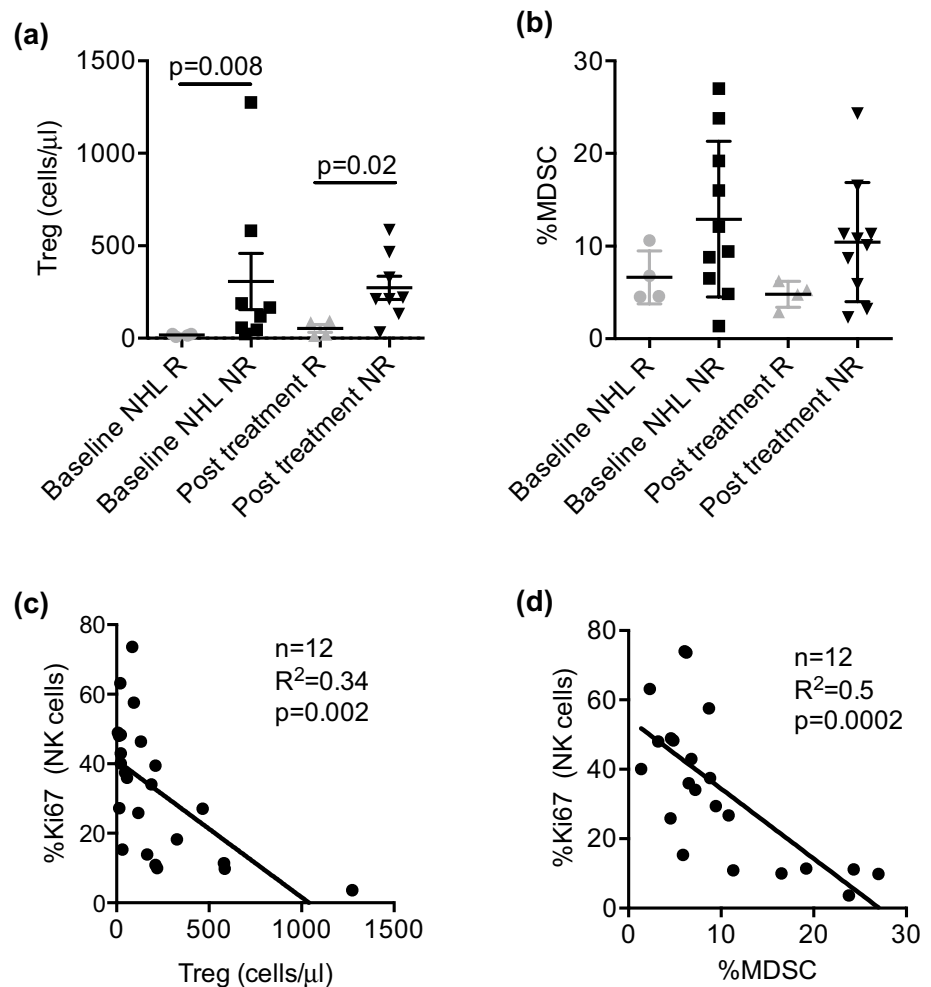 (a)
1500
1000
500
0
Treg (cells/µl)
p=0.008
p=0.02
Baseline NHL R
Baseline NHL NR
Post treatment R
Post treatment NR
(b)
30
20
10
0
%MDSC
Baseline NHL R
Baseline NHL NR
Post treatment R
Post treatment NR
(c)
80
60
40
20
0
%Ki67 (NK cells)
n=12
R²=0.34
p=0.002
0 500 1000 1500
Treg (cells/µl)
(d)
80
60
40
20
0
%Ki67 (NK cells)
n=12
R²=0.5
p=0.0002
0 10 20 30
%MDSC